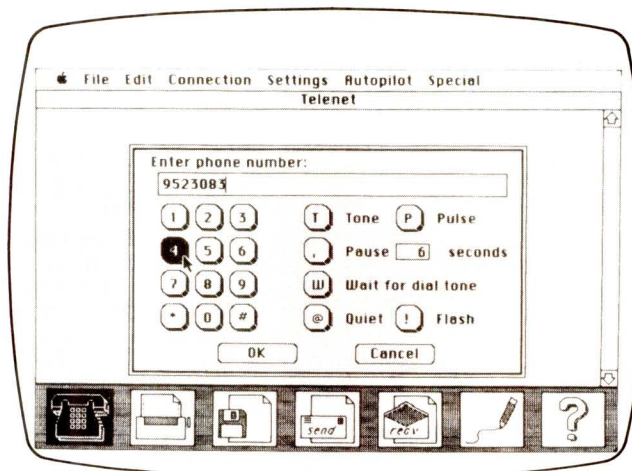 File Edit Connection Settings Autopilot Special
Telenet
Enter phone number:
9523083
1 2 3 T Tone P Pulse
4 5 6 , Pause 6 seconds
7 8 9 W Wait for dial tone
* 0 # @ Quiet ! Flash
OK Cancel
send recv ?